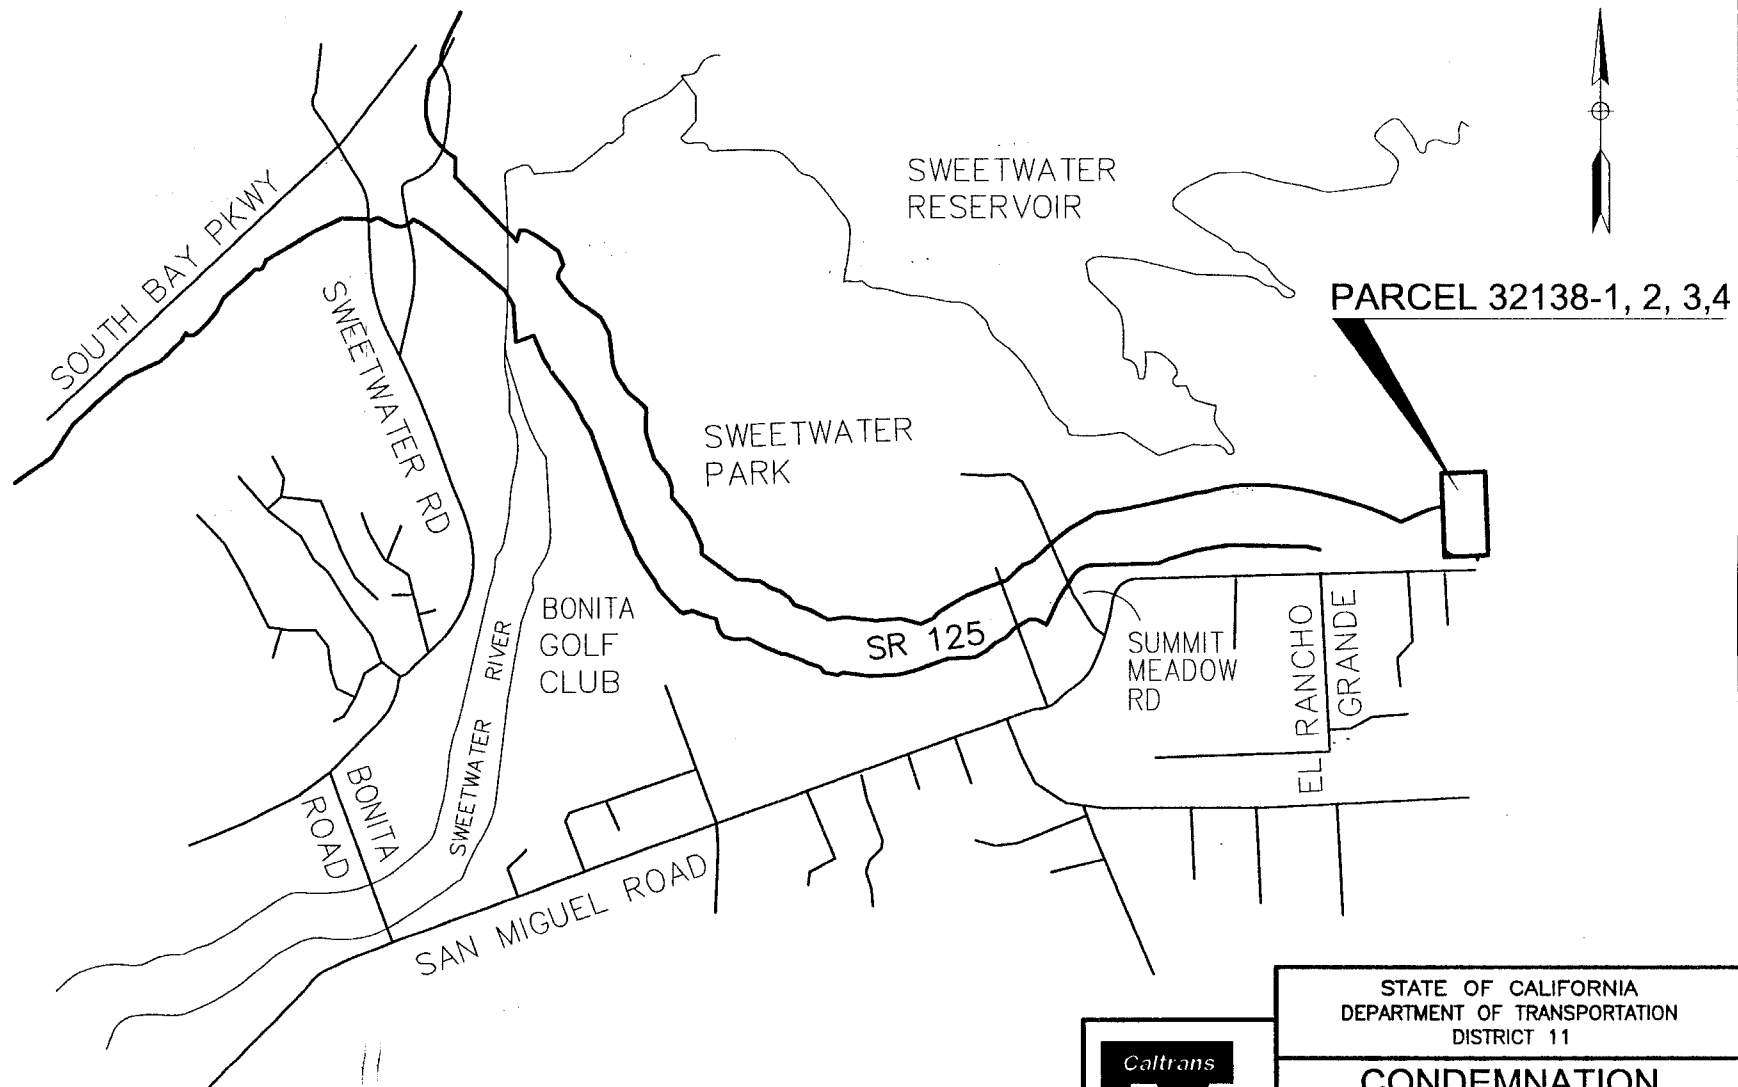 SWEETWATER
RESERVOIR
PARCEL 32138-1, 2, 3,4
SOUTH BAY PKWY
SWEETWATER RD
SWEETWATER
PARK
BONITA
GOLF
CLUB
SWEETWATER RIVER
SR 125
SUMMIT
MEADOW
RD
EL RANCHO
GRANDE
BONITA
ROAD
SAN MIGUEL ROAD
STATE OF CALIFORNIA
DEPARTMENT OF TRANSPORTATION
DISTRICT 11
Caltrans
CONDEMNATION